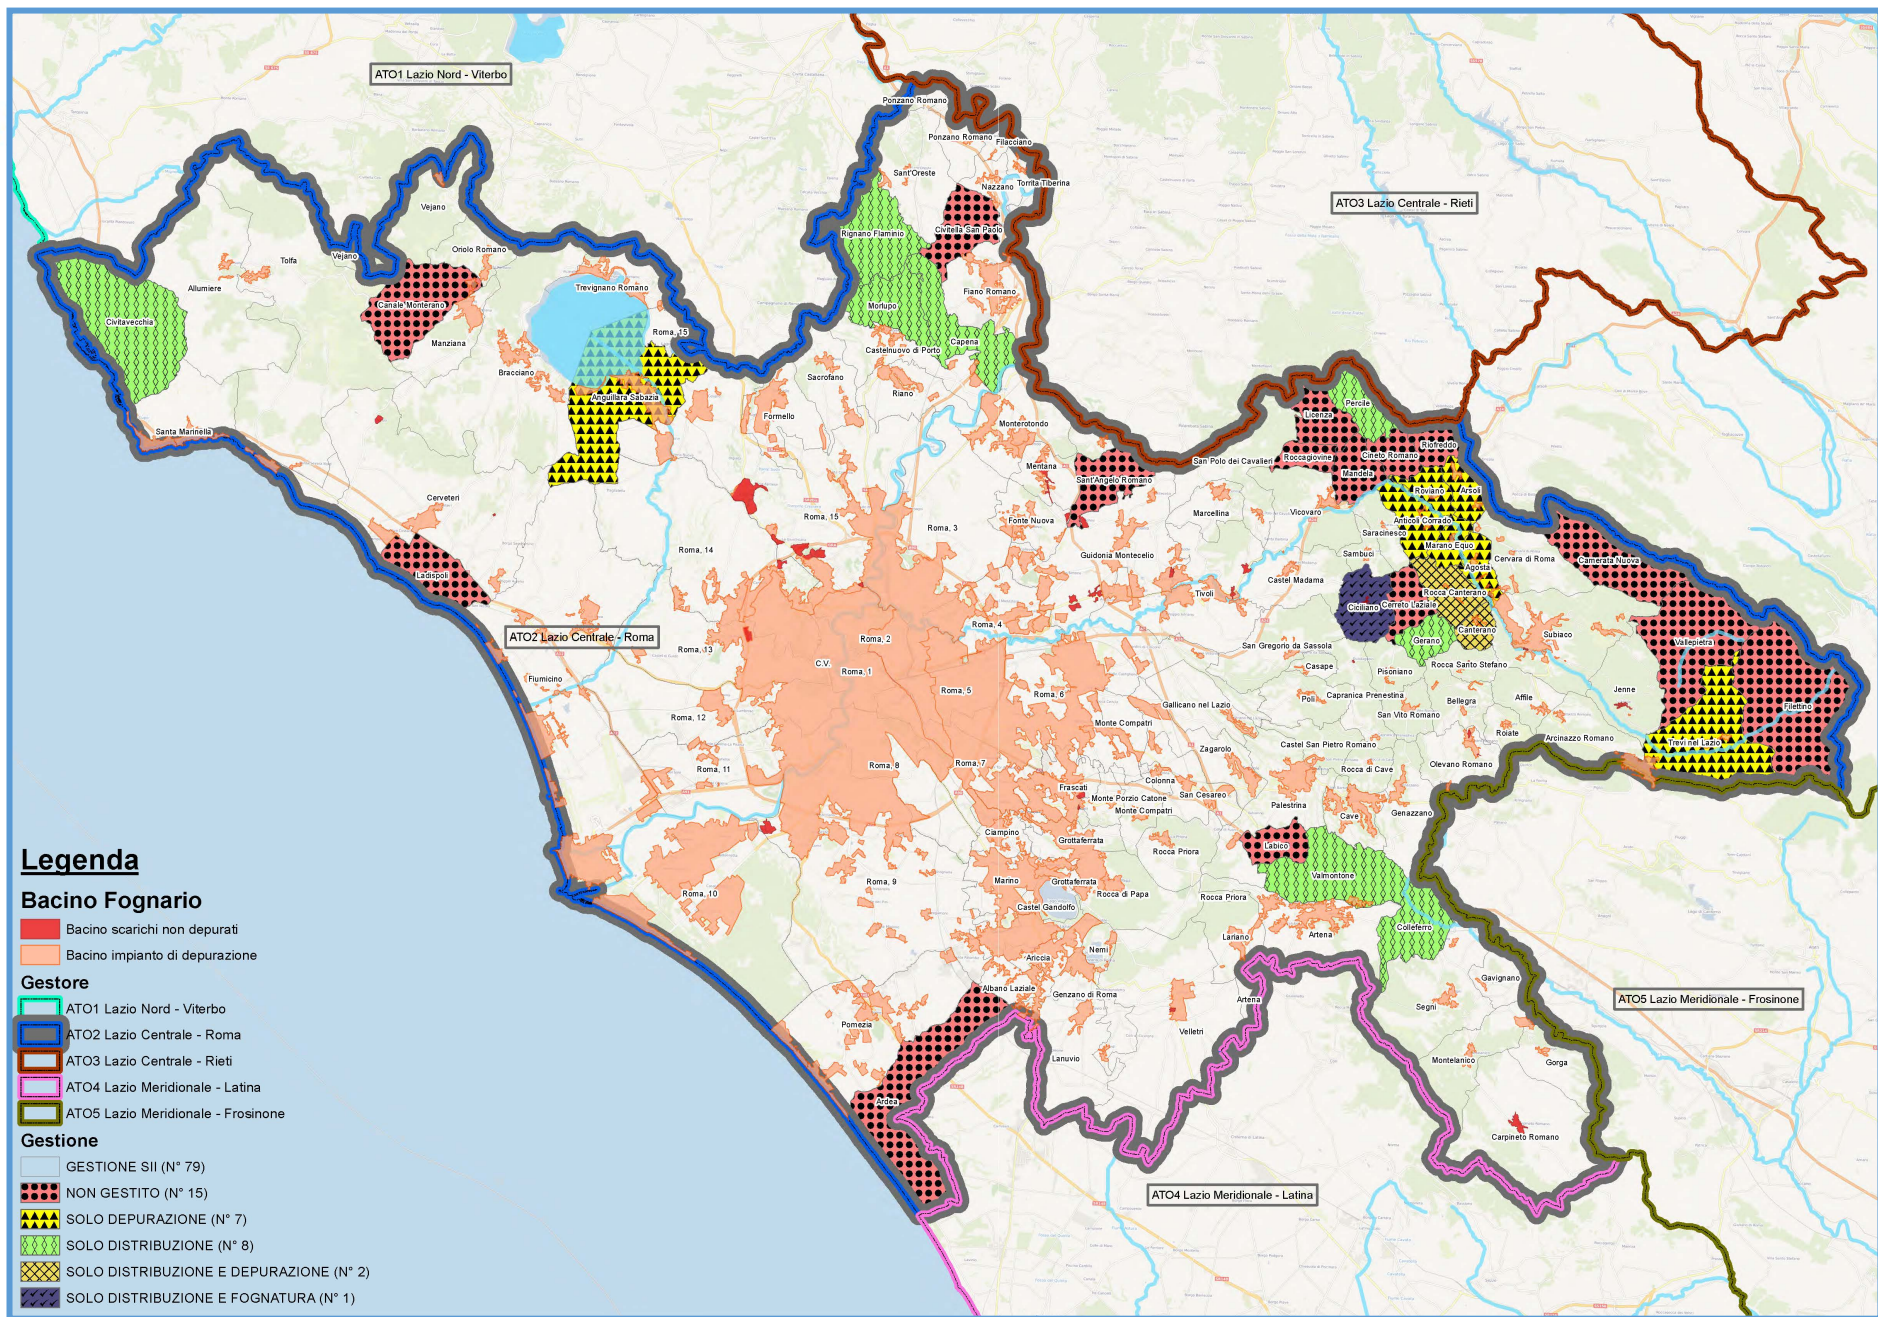 ATO1 Lazio Nord - Viterbo
Ponzano Romano
Ponzano Romano
Filacciano
Sant'Oreste
Nazzano
Torrita Tiberina
ATO3 Lazio Centrale - Rieti
Vejano
Rignano Flaminio
Civitella San Paolo
Oriolo Romano
Vejano
Tolfa
Allumiere
Trevignano Romano
Fiano Romano
Canale Monterano
Morlupo
Civitavecchia
Roma, 15
Manziana
Capena
Castelnuovo di Porto
Bracciano
Sacrofano
Riano
Anguillara Sabazia
Percile
Licenza
Formello
Monterotondo
Santa Marinella
Riofreddo
Cineto Romano
Roccagiovine
San Polo dei Cavalieri
Mentana
Mandela
Sant'Angelo Romano
Roviano
Arsoli
Cerveteri
Marcellina
Vicovaro
Roma, 15
Fonte Nuova
Anticoli Corrado
Roma, 3
Saracinesco
Marano Equo
Roma, 14
Guidonia Montecelio
Sambuci
Cervara di Roma
Camerata Nuova
Agosta
Ladispoli
Castel Madama
Tivoli
Rocca Canterano
Ciciliano
Cerreto Laziale
Roma, 4
Canterano
ATO2 Lazio Centrale - Roma
Roma, 2
Subiaco
Gerano
Vallepietra
San Gregorio da Sassola
Roma, 13
C.V.
Roma, 1
Casape
Rocca Santo Stefano
Pisoniano
Fiumicino
Roma, 5
Roma, 6
Jenne
Capranica Prenestina
Poli
Affile
Bellegra
Gallicano nel Lazio
Filettino
San Vito Romano
Roma, 12
Monte Compatri
Roiate
Arcinazzo Romano
Trevi nel Lazio
Castel San Pietro Romano
Zagarolo
Roma, 7
Roma, 8
Olevano Romano
Roma, 11
Rocca di Cave
Colonna
Frascati
San Cesareo
Monte Porzio Catone
Palestrina
Monte Compatri
Genazzano
Cave
Ciampino
Grottaferrata
Labico
Rocca Priora
Valmontone
Marino
Grottaferrata
Roma, 9
Roma, 10
Rocca di Papa
Rocca Priora
Castel Gandolfo
Colleferro
Artena
Lariano
Nemi
Ariccia
Gavignano
Albano Laziale
Genzano di Roma
Artena
ATO5 Lazio Meridionale - Frosinone
Segni
Pomezia
Velletri
Lanuvio
Montelanico
Gorga
Ardea
Carpineto Romano
ATO4 Lazio Meridionale - Latina
Legenda
Bacino Fognario
Bacino scarichi non depurati
Bacino impianto di depurazione
Gestore
ATO1 Lazio Nord - Viterbo
ATO2 Lazio Centrale - Roma
ATO3 Lazio Centrale - Rieti
ATO4 Lazio Meridionale - Latina
ATO5 Lazio Meridionale - Frosinone
Gestione
GESTIONE SII (N° 79)
NON GESTITO (N° 15)
SOLO DEPURAZIONE (N° 7)
SOLO DISTRIBUZIONE (N° 8)
SOLO DISTRIBUZIONE E DEPURAZIONE (N° 2)
SOLO DISTRIBUZIONE E FOGNATURA (N° 1)